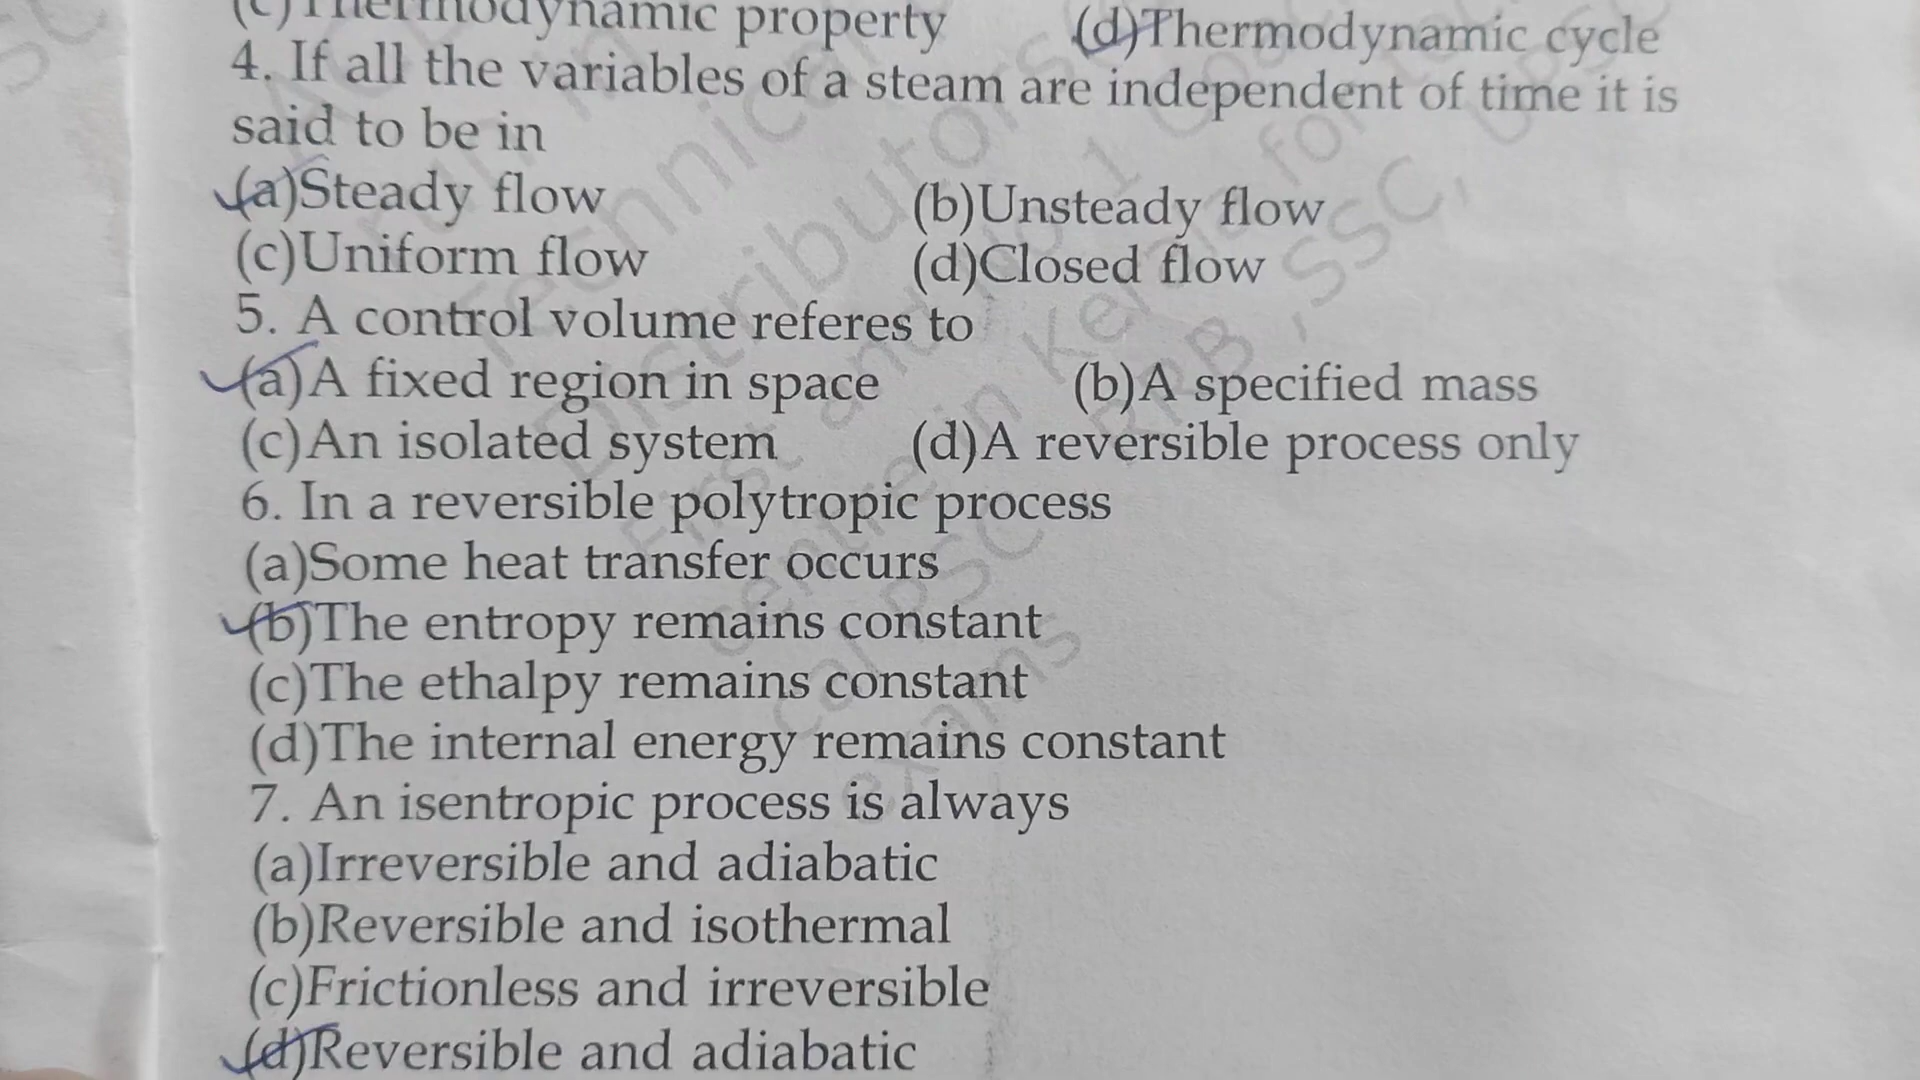 (c)Thermodynamic property (d)Thermodynamic cycle
4. If all the variables of a steam are independent of time it is
said to be in
(a)Steady flow (b)Unsteady flow
(c)Uniform flow (d)Closed flow
5. A control volume referes to
(a)A fixed region in space (b)A specified mass
(c)An isolated system (d)A reversible process only
6. In a reversible polytropic process
(a)Some heat transfer occurs
(b)The entropy remains constant
(c)The ethalpy remains constant
(d)The internal energy remains constant
7. An isentropic process is always
(a)Irreversible and adiabatic
(b)Reversible and isothermal
(c)Frictionless and irreversible
(d)Reversible and adiabatic